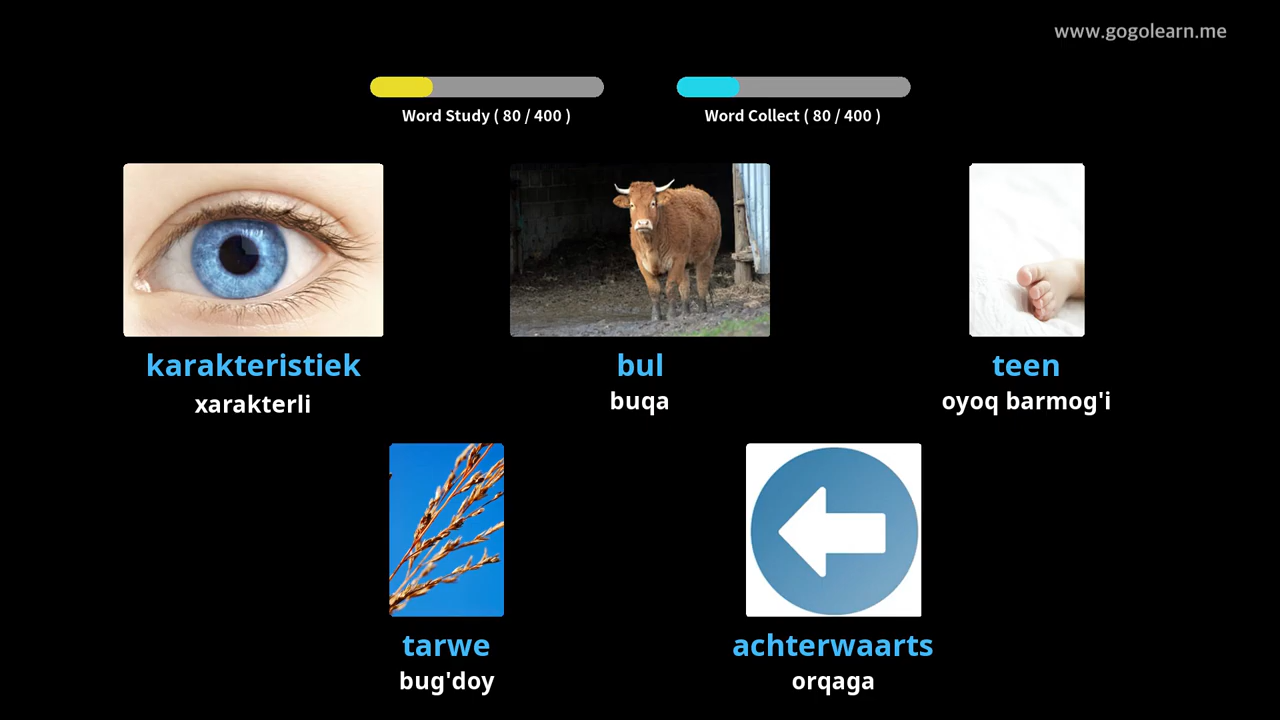 www.gogolearn.me
Word Study ( 80 / 400 )
Word Collect ( 80 / 400 )
karakteristiek
xarakterli
bul
buqa
teen
oyoq barmog'i
tarwe
bug'doy
achterwaarts
orqaga